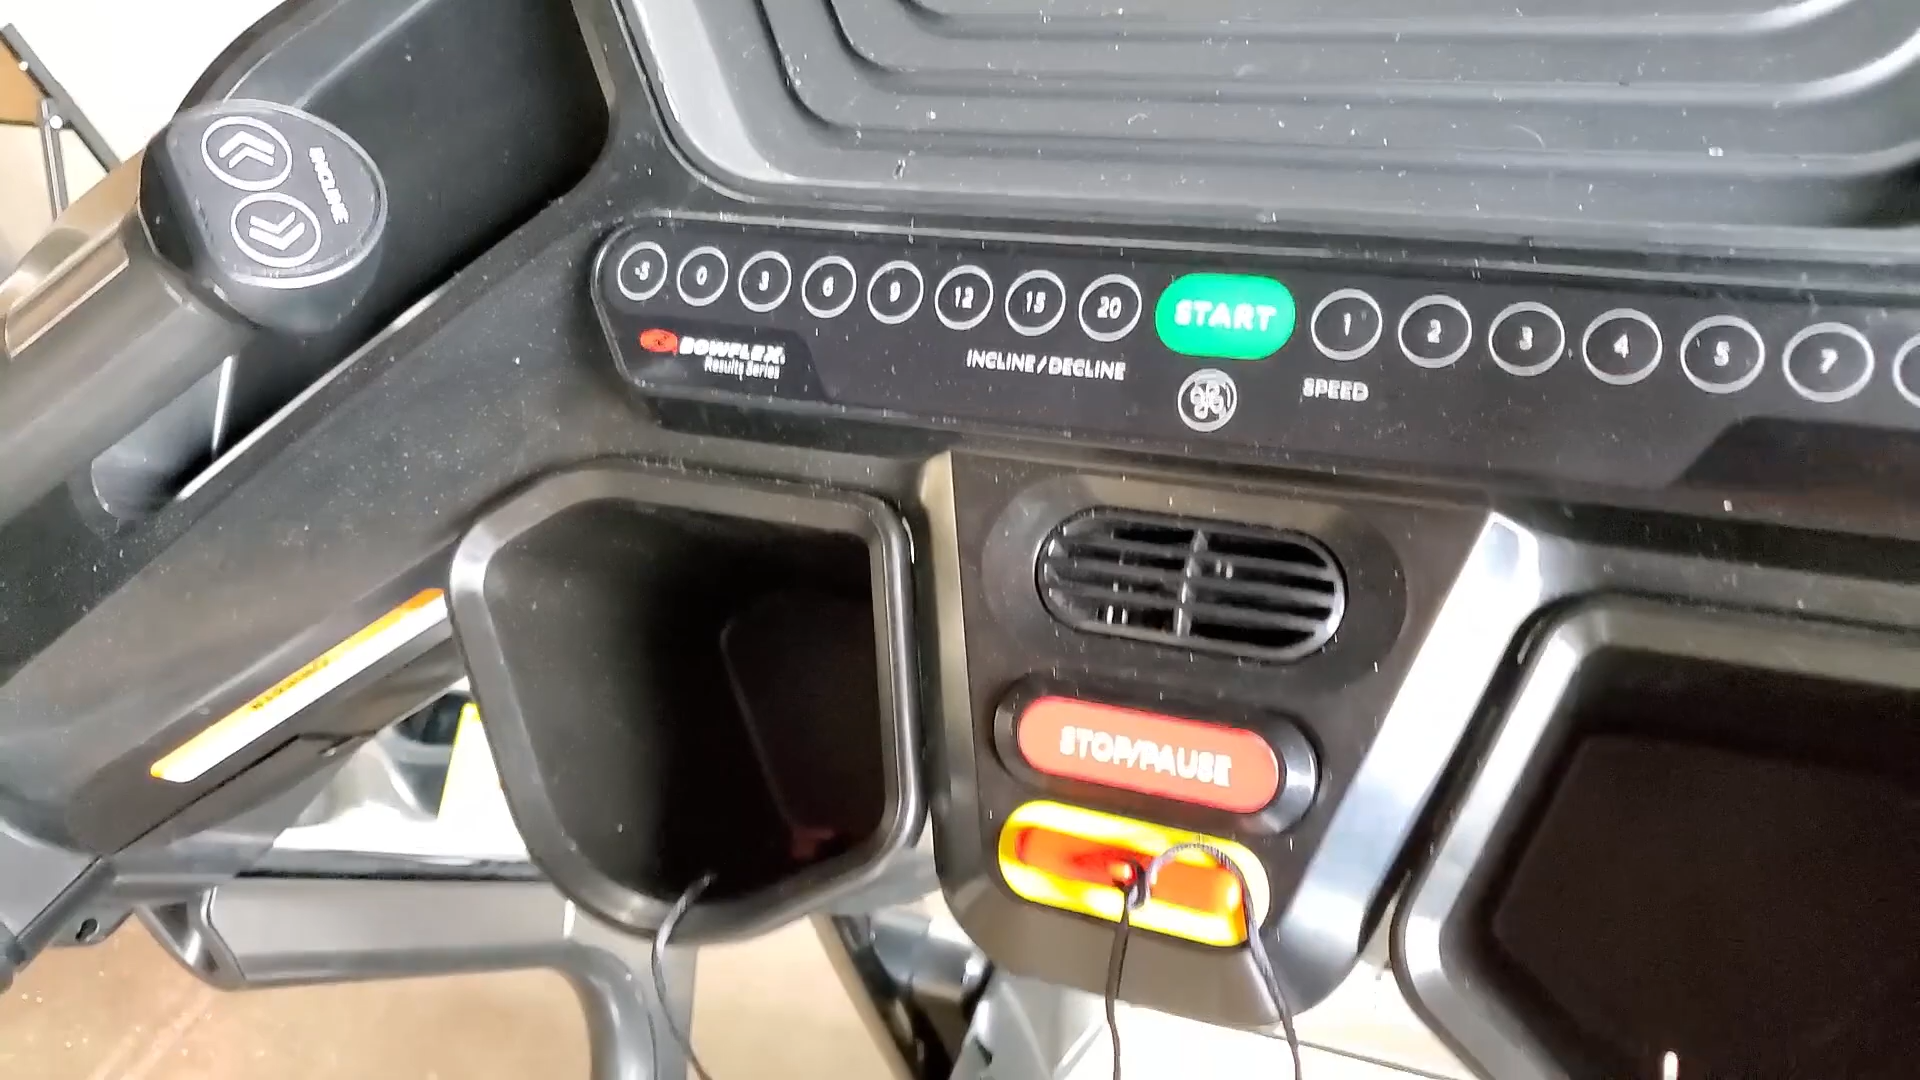 INCLINE
-5 0 3 6 9 12 15 20 START 1 2 3 4 5 7
BOWFLEX
Results Series
INCLINE/DECLINE
SPEED
STOP/PAUSE